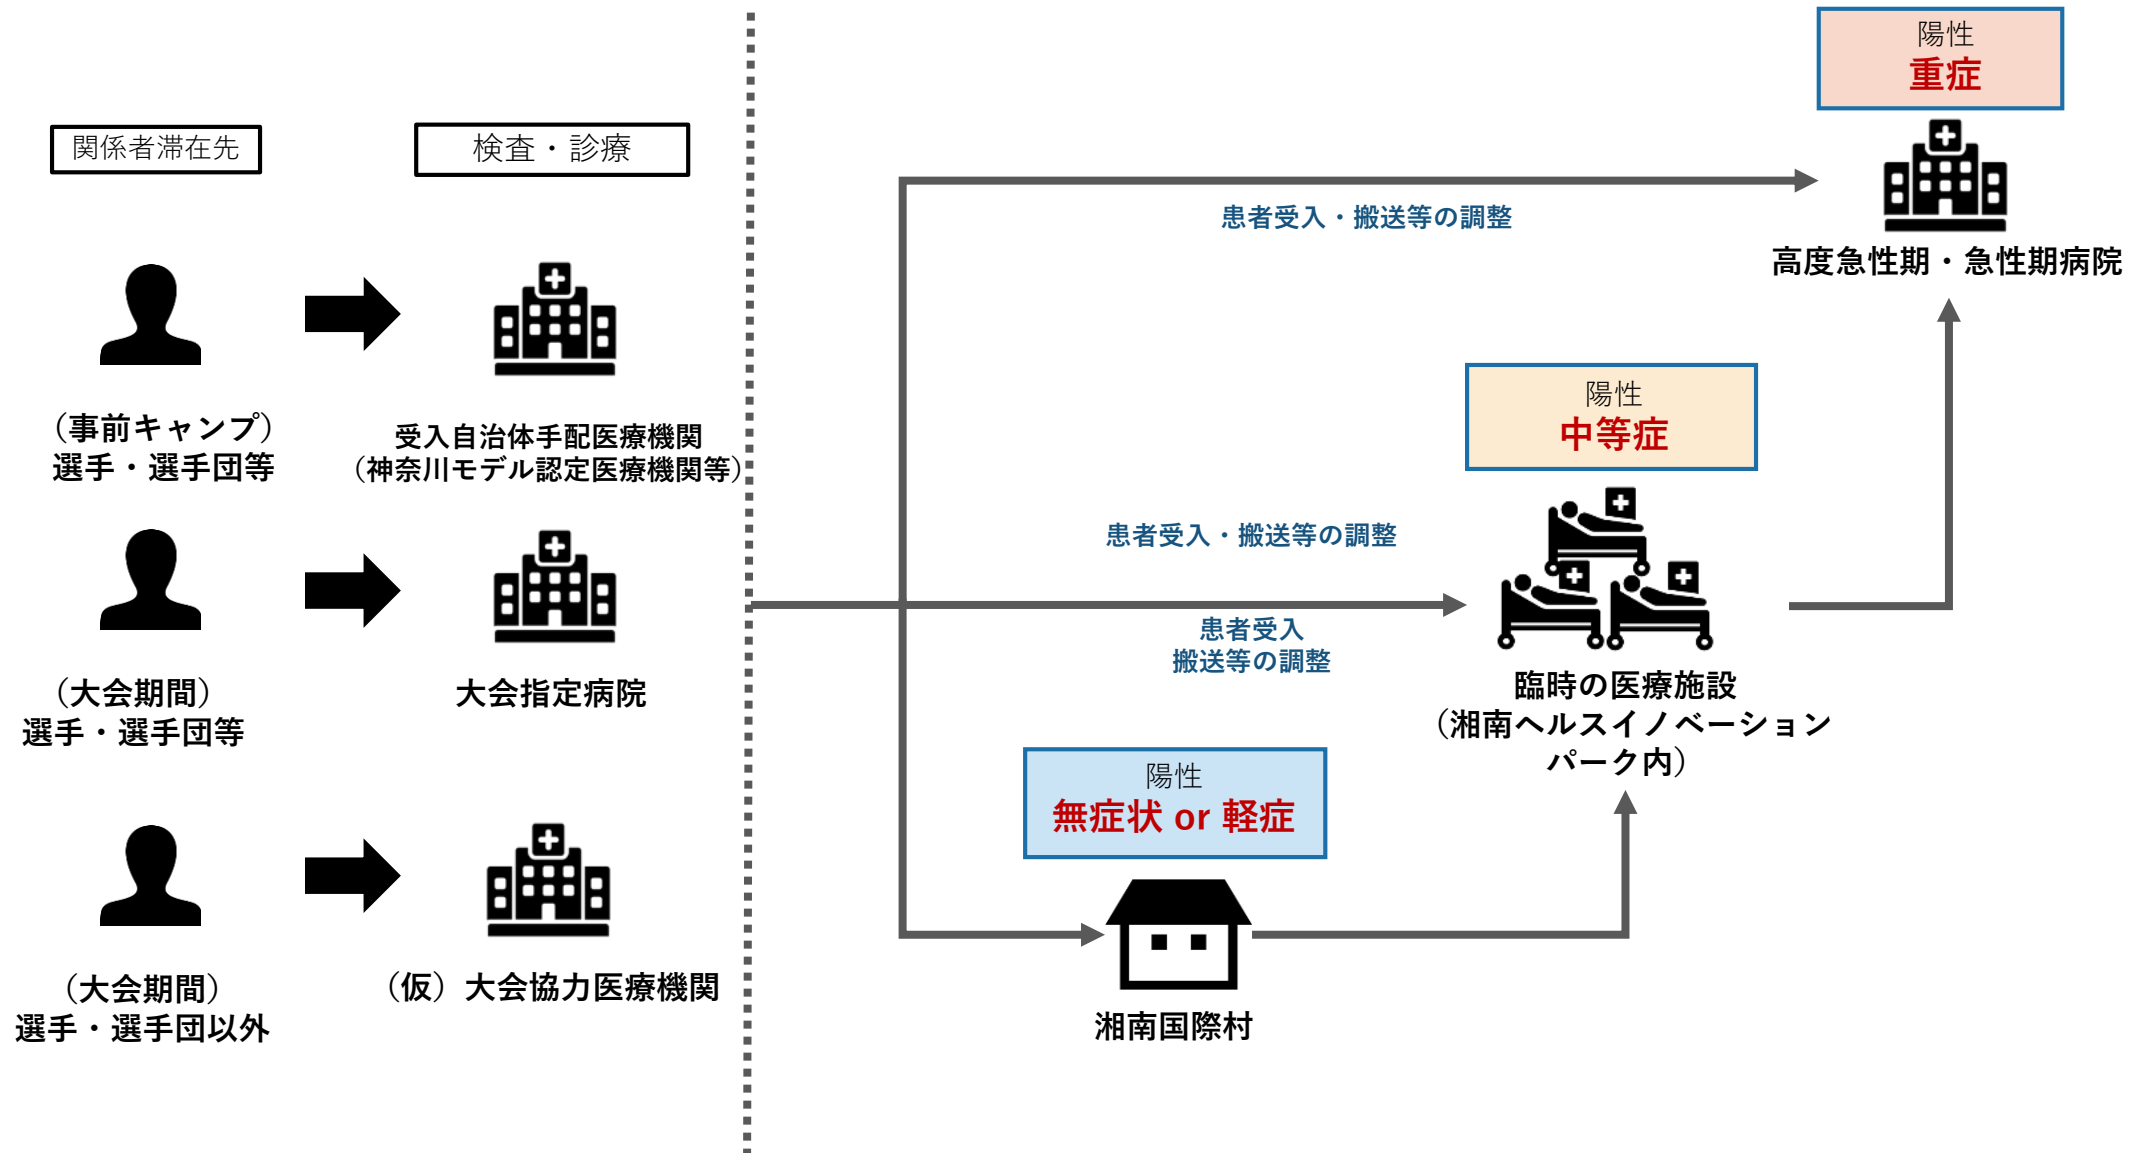 関係者滞在先
検査・診療
（事前キャンプ）
選手・選手団等
受入自治体手配医療機関
（神奈川モデル認定医療機関等）
（大会期間）
選手・選手団等
大会指定病院
（大会期間）
選手・選手団以外
（仮）大会協力医療機関
陽性
重症
患者受入・搬送等の調整
高度急性期・急性期病院
陽性
中等症
患者受入・搬送等の調整
患者受入
搬送等の調整
臨時の医療施設
（湘南ヘルスイノベーション
パーク内）
陽性
無症状 or 軽症
湘南国際村